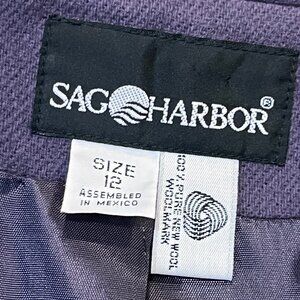 SAG HARBOR®
SIZE
12
ASSEMBLED
IN MEXICO
100% PURE NEW WOOL
WOOLMARK